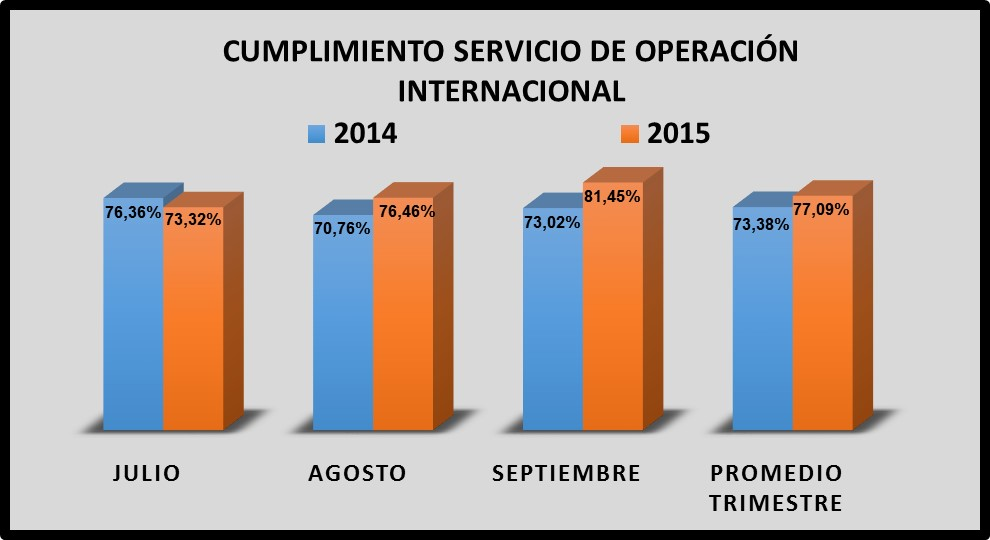 CUMPLIMIENTO SERVICIO DE OPERACIÓN
INTERNACIONAL
2014 2015
76,36% 73,32% 70,76% 76,46% 73,02% 81,45% 73,38% 77,09%
JULIO AGOSTO SEPTIEMBRE PROMEDIO
TRIMESTRE